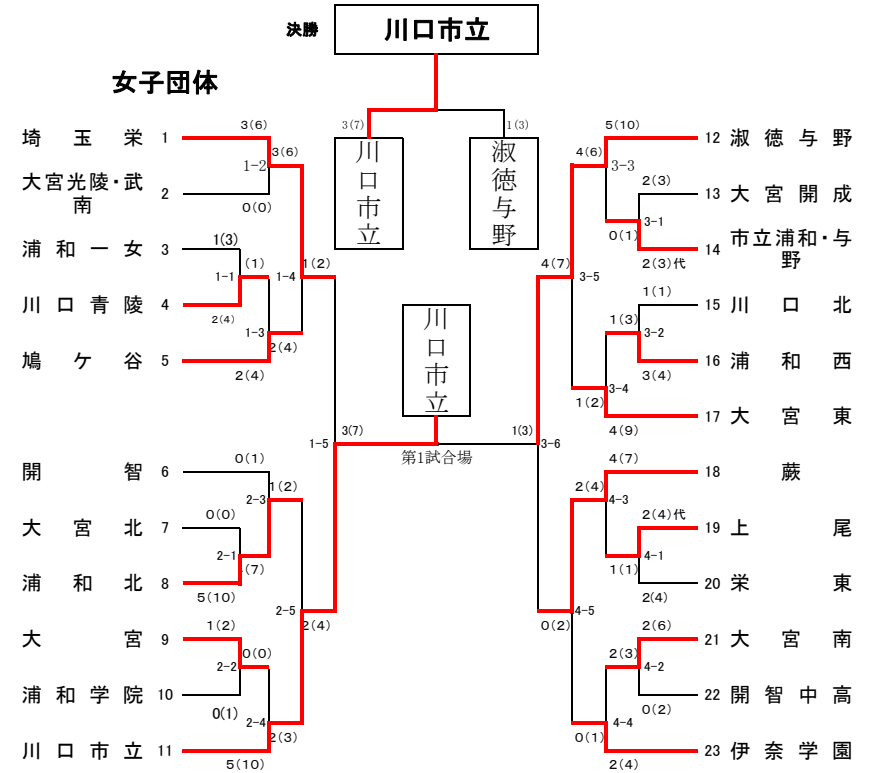 決勝
川口市立
女子団体
3(7)
1(3)
川口市立
淑徳与野
埼玉栄 1
3(6)
3(6)
1-2
大宮光陵・武南 2
0(0)
浦和一女 3
1(3)
1-1
(1)
1-4
1(2)
川口青陵 4
2(4)
1-3
2(4)
鳩ケ谷 5
2(4)
1-5
3(7)
開智 6
0(1)
2-3
1(2)
大宮北 7
0(0)
2-1
(7)
浦和北 8
5(10)
2-5
2(4)
大宮 9
1(2)
2-2
0(0)
浦和学院 10
0(1)
2-4
2(3)
川口市立 11
5(10)
川口市立
第1試合場
5(10)
12 淑徳与野
4(6)
3-3
2(3)
13 大宮開成
3-1
0(1)
14 市立浦和・与野
2(3)代
4(7)
3-5
1(1)
15 川口北
1(3)
3-2
16 浦和西
3(4)
3-4
1(2)
17 大宮東
4(9)
1(3)
3-6
4(7)
18 蕨
2(4)
4-3
2(4)代
19 上尾
4-1
1(1)
20 栄東
2(4)
4-5
0(2)
2(6)
21 大宮南
2(3)
4-2
22 開智中高
0(2)
4-4
0(1)
23 伊奈学園
2(4)